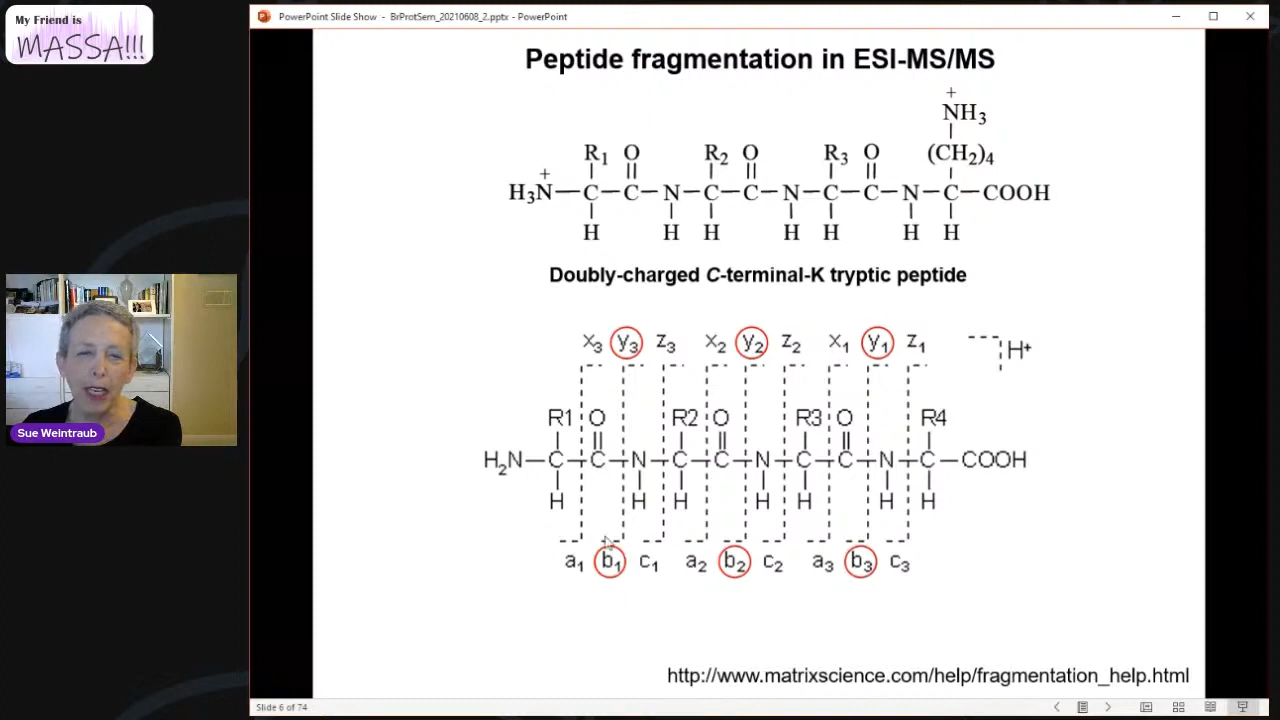 My Friend is
MASSA!!!
PowerPoint Slide Show - BrProtSem_20210608_2.pptx - PowerPoint
Peptide fragmentation in ESI-MS/MS
+
NH3
R1 O R2 O R3 O (CH2)4
+
H3N—C—C—N—C—C—N—C—C—N—C—COOH
H H H H H H H
Doubly-charged C-terminal-K tryptic peptide
x3 y3 z3 x2 y2 z2 x1 y1 z1 H+
R1 O R2 O R3 O R4
H2N—C—C—N—C—C—N—C—C—N—C—COOH
H H H H H H H
a1 b1 c1 a2 b2 c2 a3 b3 c3
Sue Weintraub
http://www.matrixscience.com/help/fragmentation_help.html
Slide 6 of 74